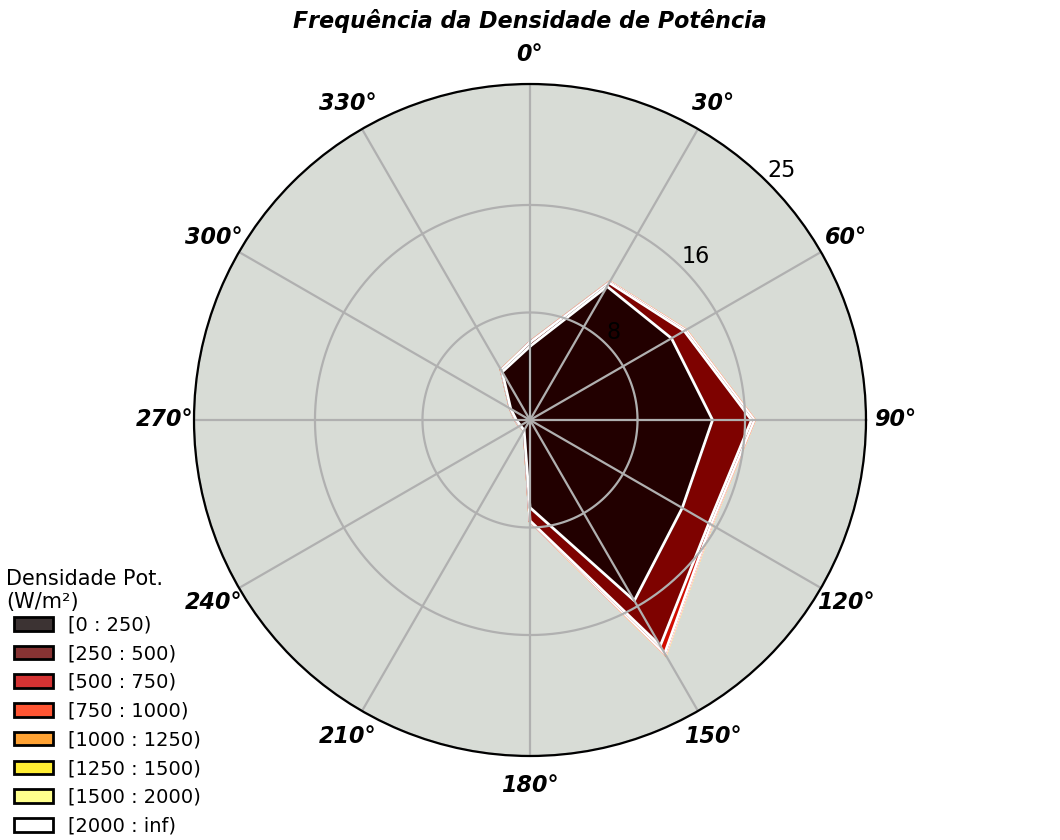 Frequência da Densidade de Potência
0°
330°
30°
25
300°
60°
16
8
270°
90°
240°
120°
210°
150°
180°
Densidade Pot.
(W/m²)
[0 : 250)
[250 : 500)
[500 : 750)
[750 : 1000)
[1000 : 1250)
[1250 : 1500)
[1500 : 2000)
[2000 : inf)